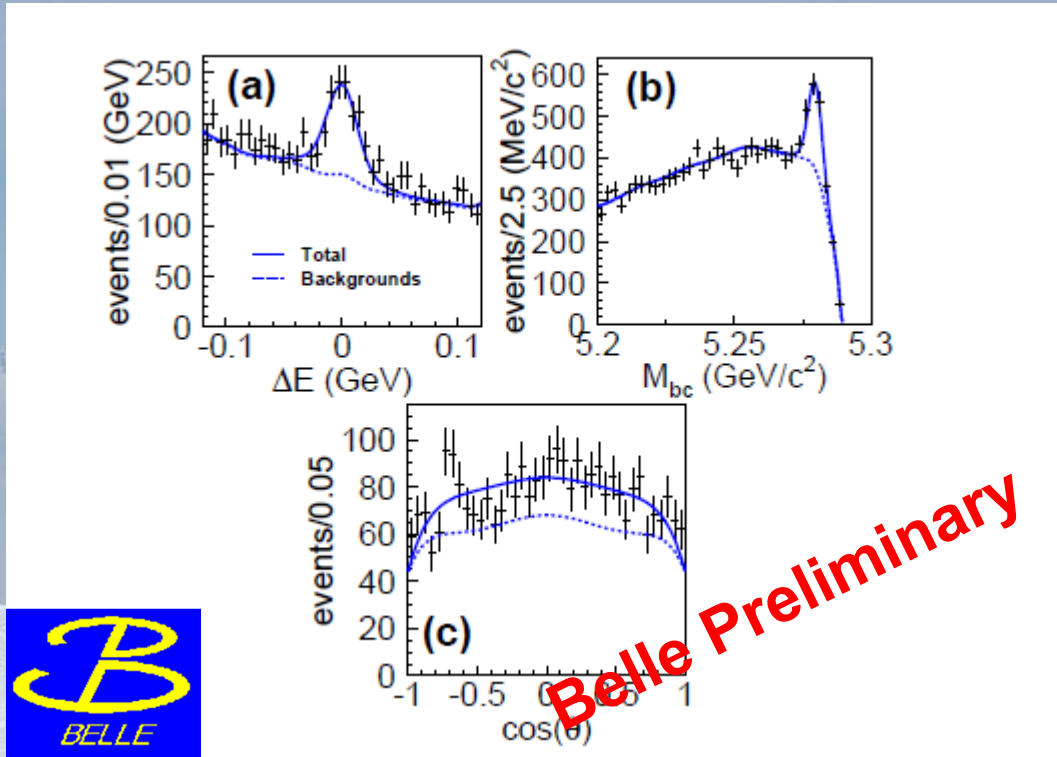 (a)
events/0.01 (GeV)
250
200
150
100
50
0
Total
Backgrounds
-0.1
0
0.1
ΔE (GeV)
(b)
events/2.5 (MeV/c²)
600
500
400
300
200
100
0
5.2
5.25
5.3
M_bc (GeV/c²)
events/0.05
100
80
60
40
20
0
(c)
-1
-0.5
0
0.5
1
cos(θ)
Belle Preliminary
B
BELLE